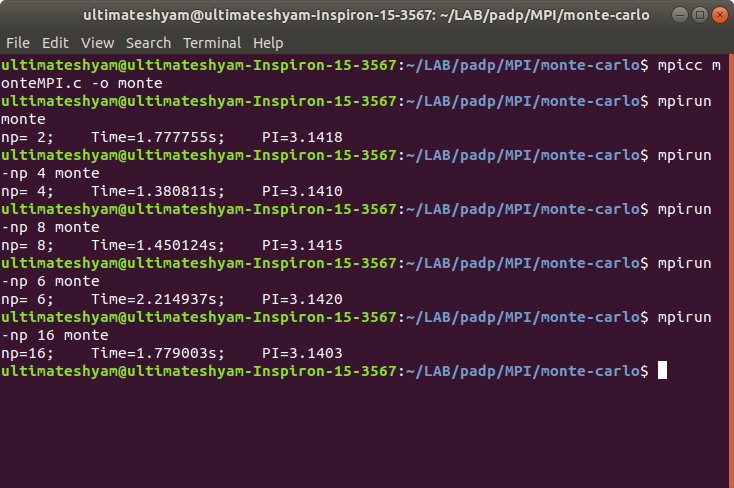 ultimateshyam@ultimateshyam-Inspiron-15-3567: ~/LAB/padp/MPI/monte-carlo
File Edit View Search Terminal Help
ultimateshyam@ultimateshyam-Inspiron-15-3567:~/LAB/padp/MPI/monte-carlo$ mpicc m
onteMPI.c -o monte
ultimateshyam@ultimateshyam-Inspiron-15-3567:~/LAB/padp/MPI/monte-carlo$ mpirun
monte
np= 2;    Time=1.777755s;    PI=3.1418
ultimateshyam@ultimateshyam-Inspiron-15-3567:~/LAB/padp/MPI/monte-carlo$ mpirun
-np 4 monte
np= 4;    Time=1.380811s;    PI=3.1410
ultimateshyam@ultimateshyam-Inspiron-15-3567:~/LAB/padp/MPI/monte-carlo$ mpirun
-np 8 monte
np= 8;    Time=1.450124s;    PI=3.1415
ultimateshyam@ultimateshyam-Inspiron-15-3567:~/LAB/padp/MPI/monte-carlo$ mpirun
-np 6 monte
np= 6;    Time=2.214937s;    PI=3.1420
ultimateshyam@ultimateshyam-Inspiron-15-3567:~/LAB/padp/MPI/monte-carlo$ mpirun
-np 16 monte
np=16;    Time=1.779003s;    PI=3.1403
ultimateshyam@ultimateshyam-Inspiron-15-3567:~/LAB/padp/MPI/monte-carlo$